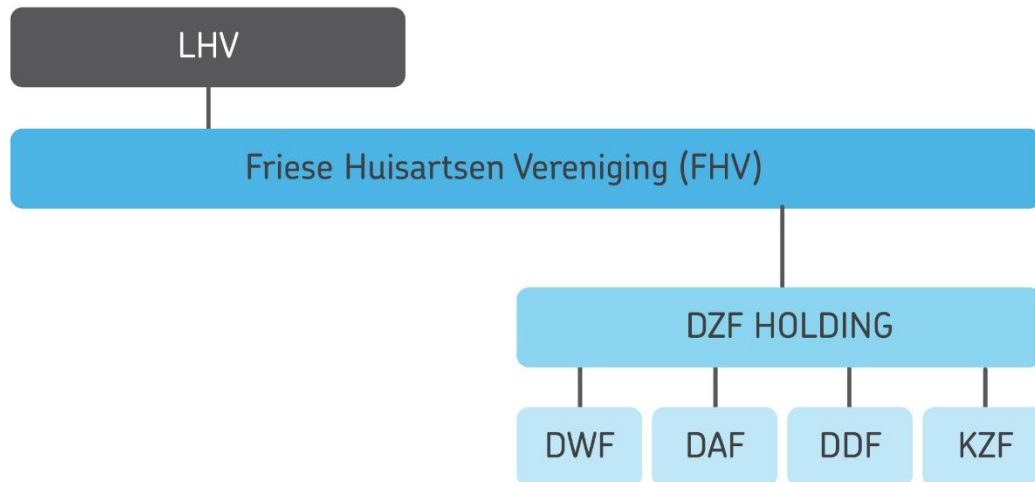 LHV
Friese Huisartsen Vereniging (FHV)
DZF HOLDING
DWF DAF DDF KZF